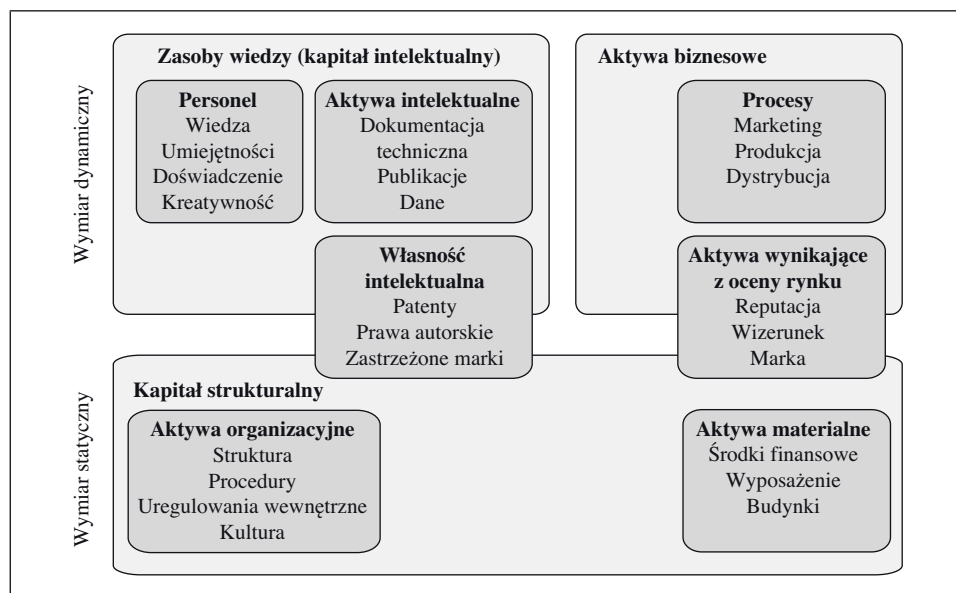 Wymiar dynamiczny
Zasoby wiedzy (kapitał intelektualny)
Personel
Wiedza
Umiejętności
Doświadczenie
Kreatywność
Aktywa intelektualne
Dokumentacja
techniczna
Publikacje
Dane
Własność
intelektualna
Patenty
Prawa autorskie
Zastrzeżone marki
Aktywa biznesowe
Procesy
Marketing
Produkcja
Dystrybucja
Aktywa wynikające
z oceny rynku
Reputacja
Wizerunek
Marka
Wymiar statyczny
Kapitał strukturalny
Aktywa organizacyjne
Struktura
Procedury
Uregulowania wewnętrzne
Kultura
Aktywa materialne
Środki finansowe
Wyposażenie
Budynki